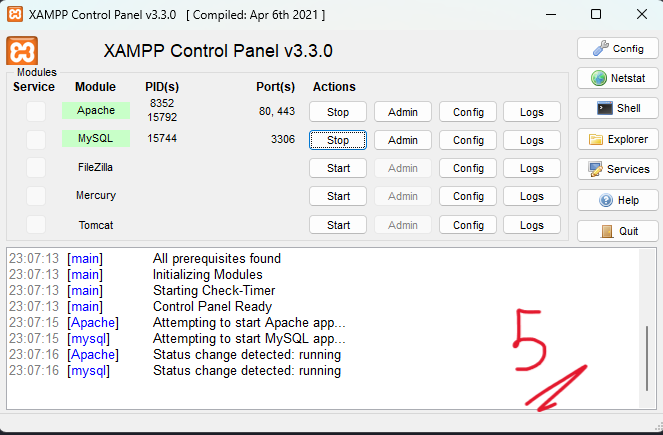 XAMPP Control Panel v3.3.0 [ Compiled: Apr 6th 2021 ]
XAMPP Control Panel v3.3.0
Config
Modules
Service Module PID(s) Port(s) Actions
Netstat
Apache 8352 15792 80, 443 Stop Admin Config Logs
Shell
MySQL 15744 3306 Stop Admin Config Logs
Explorer
FileZilla Start Admin Config Logs
Services
Mercury Start Admin Config Logs
Help
Tomcat Start Admin Config Logs
Quit
23:07:13 [main] All prerequisites found
23:07:13 [main] Initializing Modules
23:07:13 [main] Starting Check-Timer
23:07:13 [main] Control Panel Ready
23:07:15 [Apache] Attempting to start Apache app...
23:07:15 [mysql] Attempting to start MySQL app...
23:07:16 [Apache] Status change detected: running
23:07:16 [mysql] Status change detected: running
5